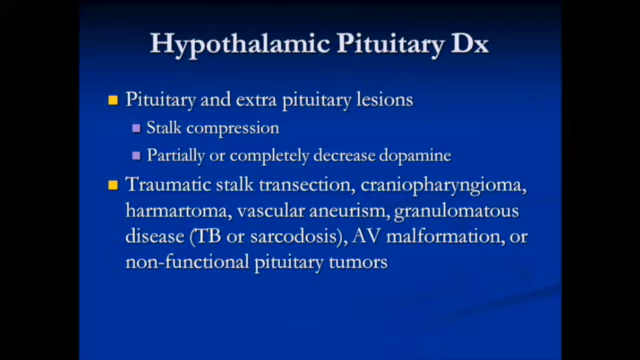 Hypothalamic Pituitary Dx
Pituitary and extra pituitary lesions
Stalk compression
Partially or completely decrease dopamine
Traumatic stalk transection, craniopharyngioma,
harmartoma, vascular aneurism, granulomatous
disease (TB or sarcodosis), AV malformation, or
non-functional pituitary tumors